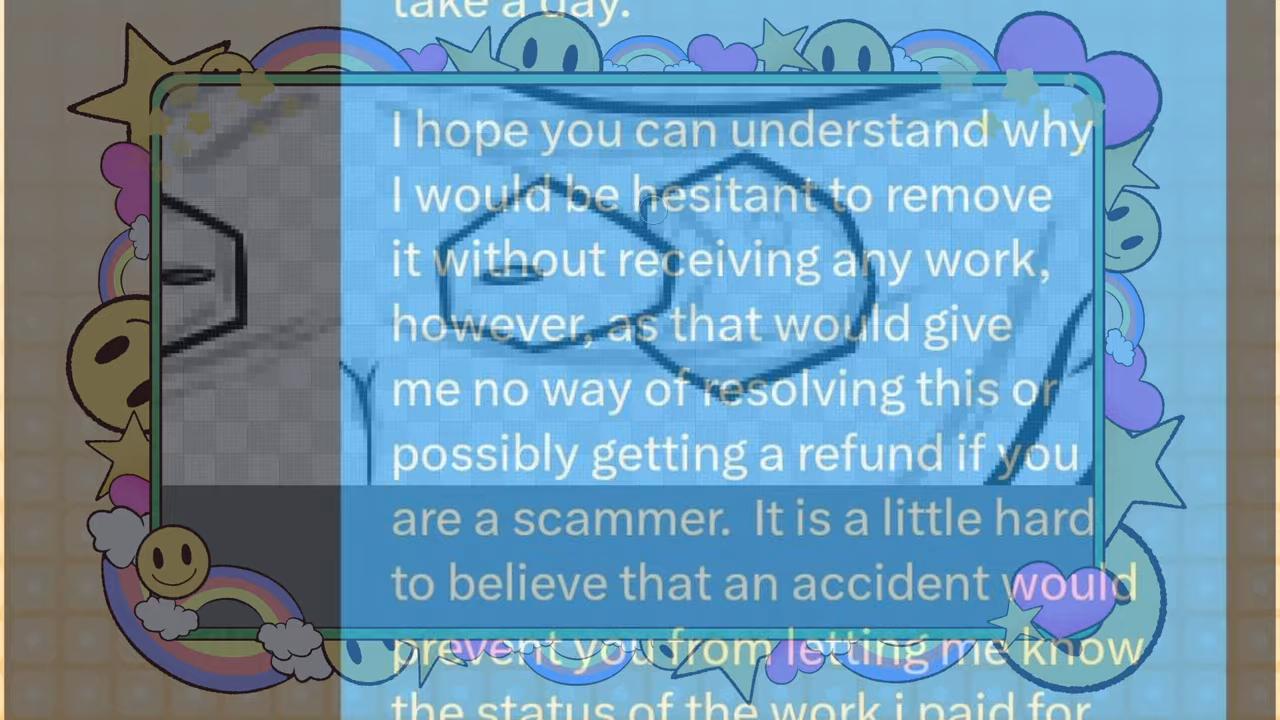 take a day.
I hope you can understand why
I would be hesitant to remove
it without receiving any work,
however, as that would give
me no way of resolving this or
possibly getting a refund if you
are a scammer. It is a little hard
to believe that an accident would
prevent you from letting me know
the status of the work i paid for